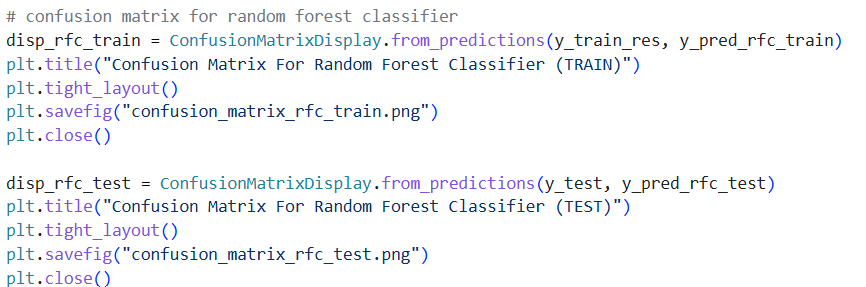 # confusion matrix for random forest classifier
disp_rfc_train = ConfusionMatrixDisplay.from_predictions(y_train_res, y_pred_rfc_train)
plt.title("Confusion Matrix For Random Forest Classifier (TRAIN)")
plt.tight_layout()
plt.savefig("confusion_matrix_rfc_train.png")
plt.close()

disp_rfc_test = ConfusionMatrixDisplay.from_predictions(y_test, y_pred_rfc_test)
plt.title("Confusion Matrix For Random Forest Classifier (TEST)")
plt.tight_layout()
plt.savefig("confusion_matrix_rfc_test.png")
plt.close()